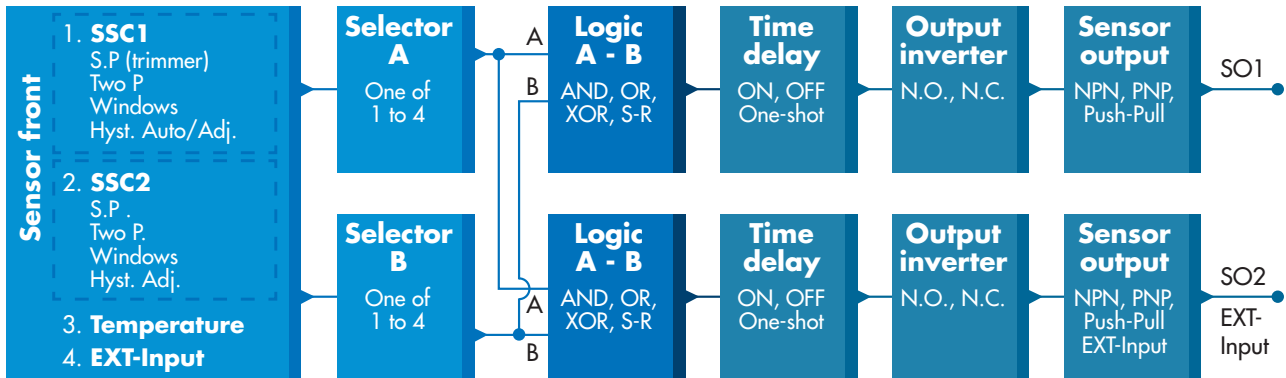 Sensor front
1. SSC1
S.P (trimmer)
Two P
Windows
Hyst. Auto/Adj.
2. SSC2
S.P .
Two P.
Windows
Hyst. Adj.
3. Temperature
4. EXT-Input
Selector
A
One of
1 to 4
A
B
Logic
A - B
AND, OR,
XOR, S-R
Time
delay
ON, OFF
One-shot
Output
inverter
N.O., N.C.
Sensor
output
NPN, PNP,
Push-Pull
SO1
Selector
B
One of
1 to 4
A
B
Logic
A - B
AND, OR,
XOR, S-R
Time
delay
ON, OFF
One-shot
Output
inverter
N.O., N.C.
Sensor
output
NPN, PNP,
Push-Pull
EXT-Input
SO2
EXT-
Input